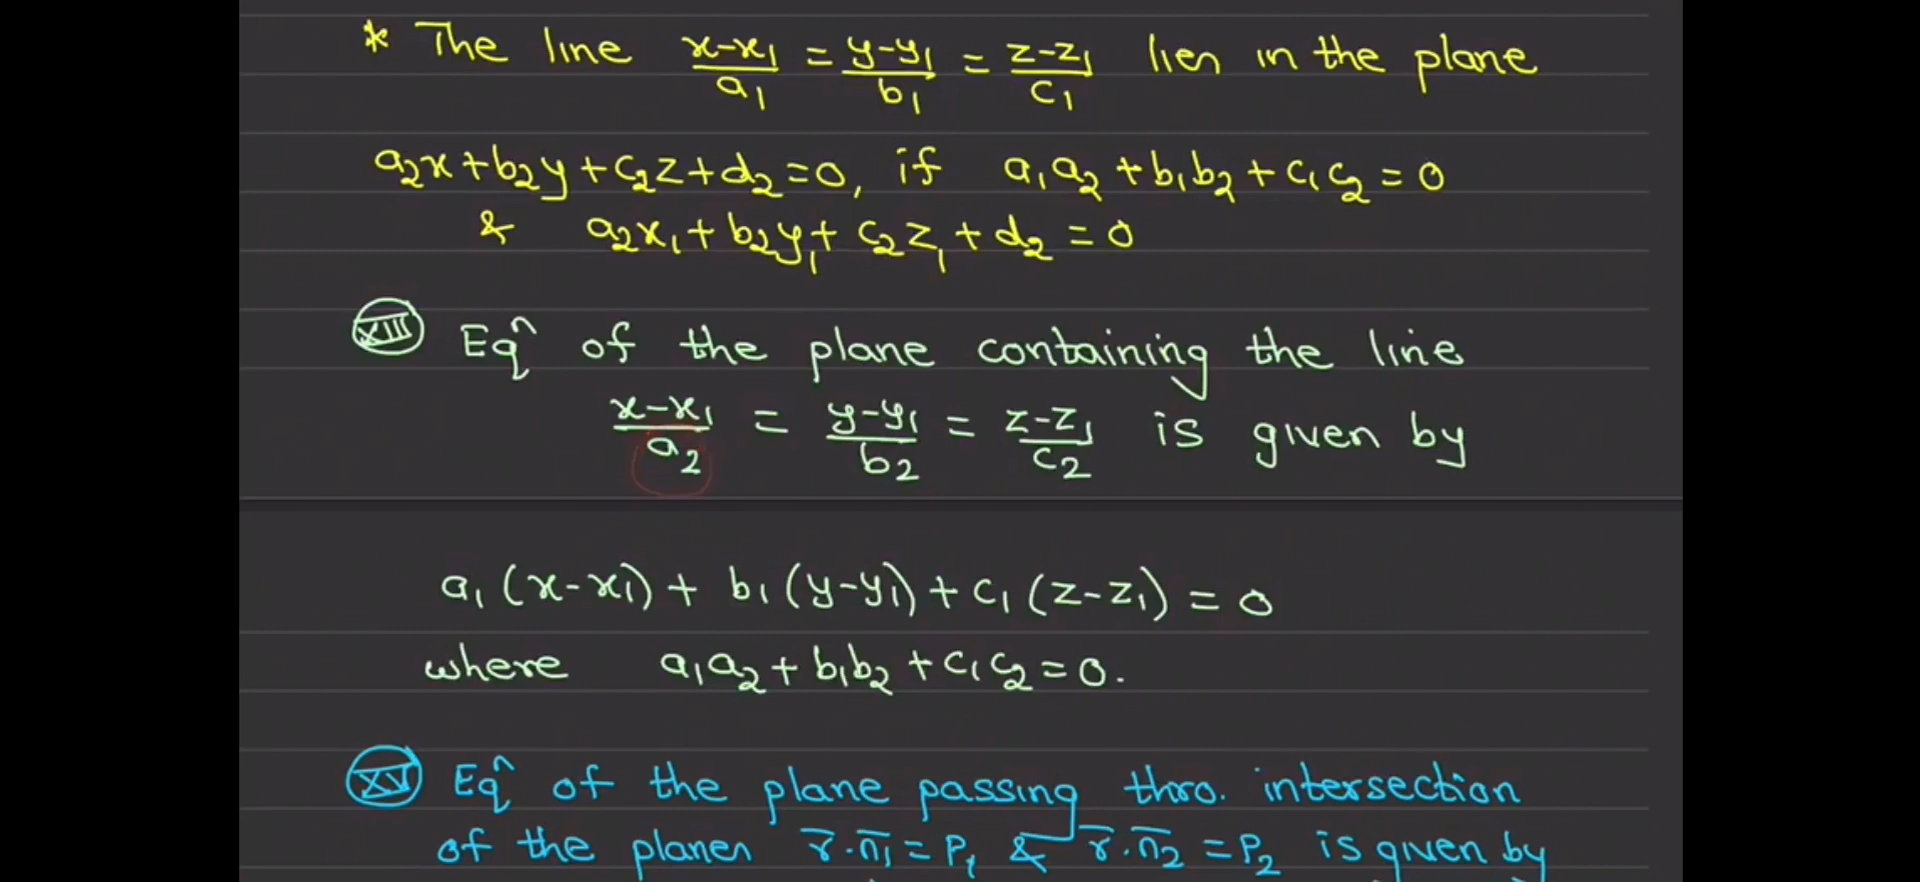 * The line (x-x₁)/a₁ = (y-y₁)/b₁ = (z-z₁)/c₁ lies in the plane
a₂x+b₂y+c₂z+d₂=0, if a₁a₂+b₁b₂+c₁c₂=0
& a₂x₁+b₂y₁+c₂z₁+d₂=0
XIII Eqⁿ of the plane containing the line
(x-x₁)/a₂ = (y-y₁)/b₂ = (z-z₁)/c₂ is given by
a₁(x-x₁)+b₁(y-y₁)+c₁(z-z₁)=0
where a₁a₂+b₁b₂+c₁c₂=0.
XV Eqⁿ of the plane passing thro. intersection
of the planes r̄.n̄₁=P₁ & r̄.n̄₂=P₂ is given by